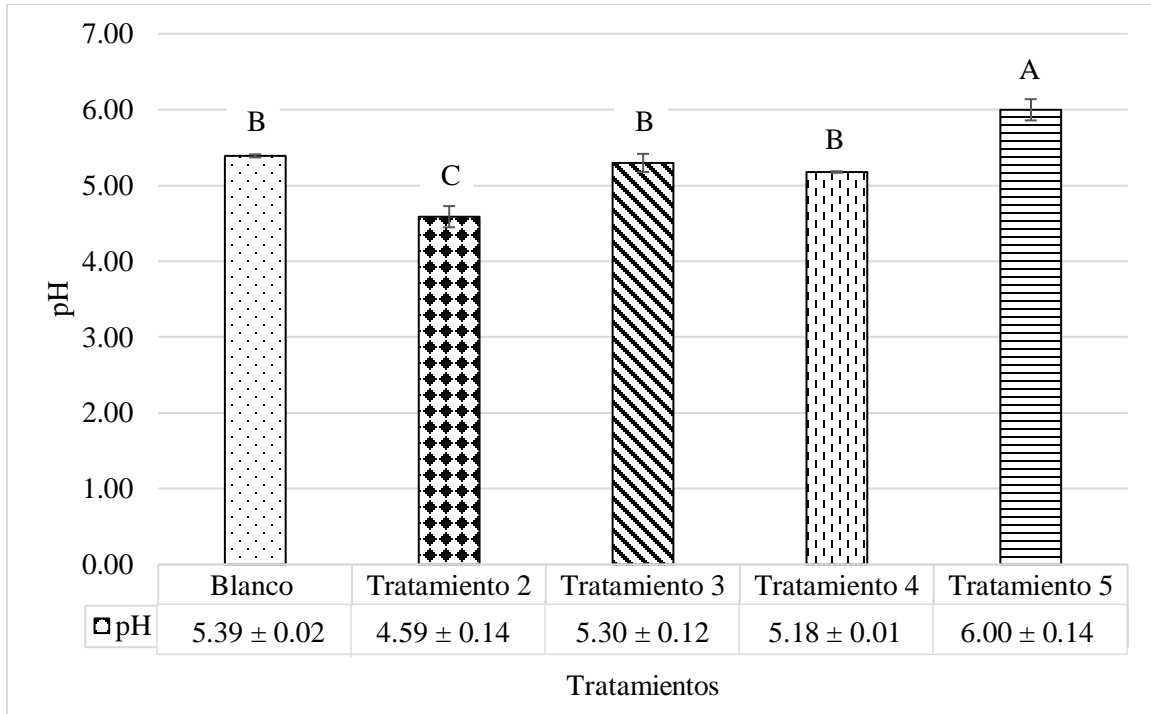 7.00
6.00
5.00
4.00
3.00
2.00
1.00
0.00
pH
B
C
B
B
A
Blanco Tratamiento 2 Tratamiento 3 Tratamiento 4 Tratamiento 5
pH 5.39 ± 0.02 4.59 ± 0.14 5.30 ± 0.12 5.18 ± 0.01 6.00 ± 0.14
Tratamientos